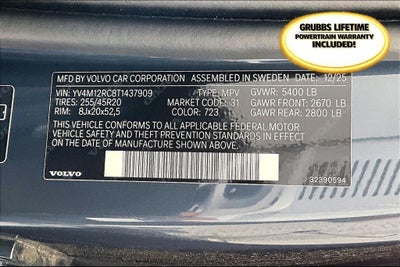 GRUBBS LIFETIME
POWERTRAIN WARRANTY
INCLUDED!
MFD BY VOLVO CAR CORPORATION ASSEMBLED IN SWEDEN 12/25
VIN: YV4M12RC8T1437909 TYPE: MPV GVWR: 5400 LB
TIRES: 255/45R20 MARKET CODE: 31 GAWR FRONT: 2670 LB
RIM: 8Jx20x52,5 COLOR: 723 GAWR REAR: 2800 LB
THIS VEHICLE CONFORMS TO ALL APPLICABLE FEDERAL MOTOR
VEHICLE SAFETY AND THEFT PREVENTION STANDARDS IN EFFECT
ON THE DATE OF MANUFACTURE SHOWN ABOVE.
VOLVO
32390594